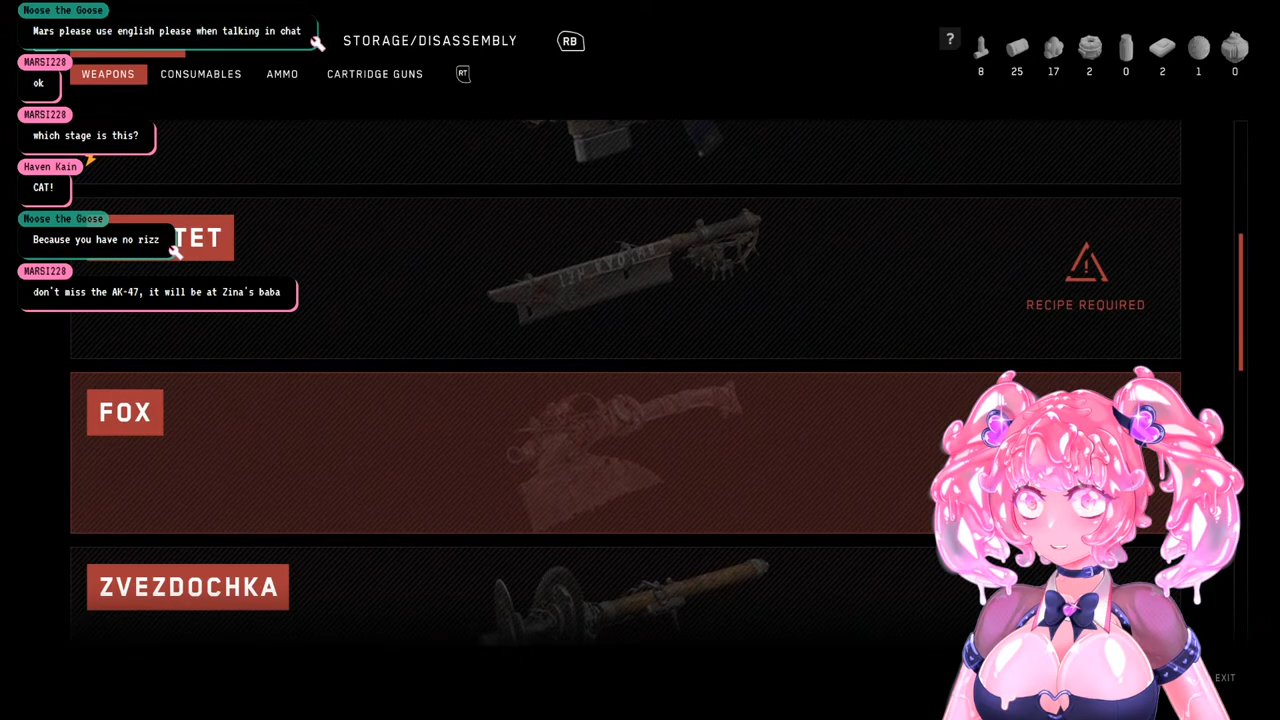 Noose the Goose
Mars please use english please when talking in chat
MARSI228
ok
MARSI228
which stage is this?
Haven Kain
CAT!
Noose the Goose
Because you have no rizz
MARSI228
don't miss the AK-47, it will be at Zina's baba
STORAGE/DISASSEMBLY
RB
WEAPONS
CONSUMABLES
AMMO
CARTRIDGE GUNS
RT
?
8
25
17
2
0
2
1
0
TET
RECIPE REQUIRED
FOX
ZVEZDOCHKA
EXIT